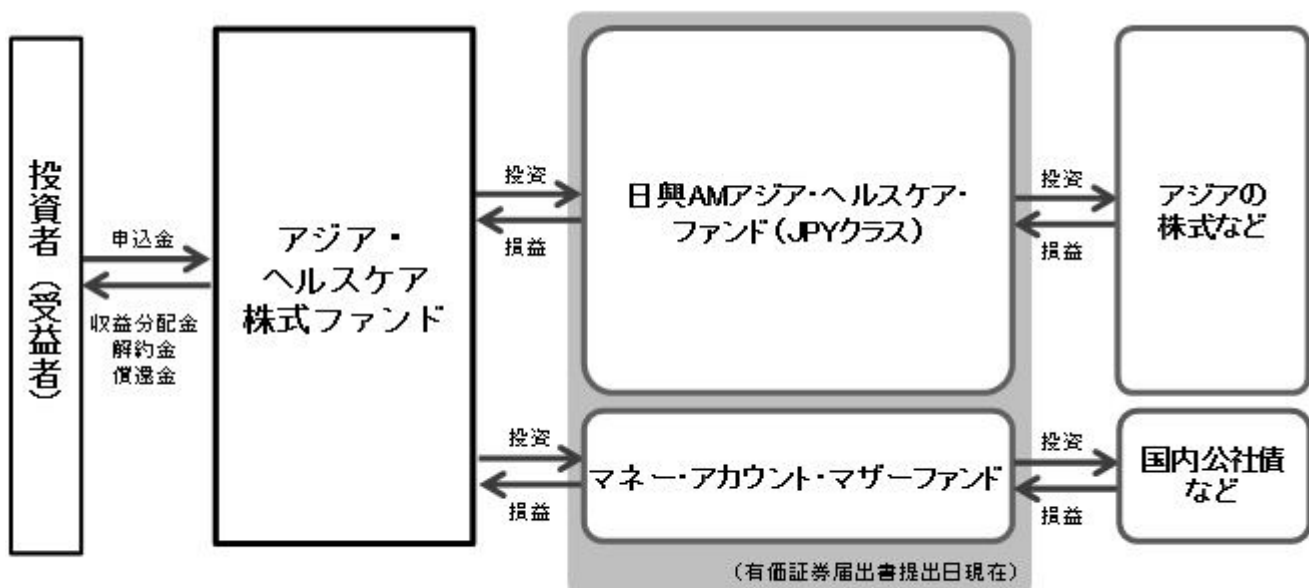 投資者（受益者）
申込金
収益分配金
解約金
償還金
アジア・
ヘルスケア
株式ファンド
投資
損益
投資
損益
日興AMアジア・ヘルスケア・
ファンド（JPYクラス）
マネー・アカウント・マザーファンド
（有価証券届出書提出日現在）
投資
損益
投資
損益
アジアの
株式など
国内公社債
など